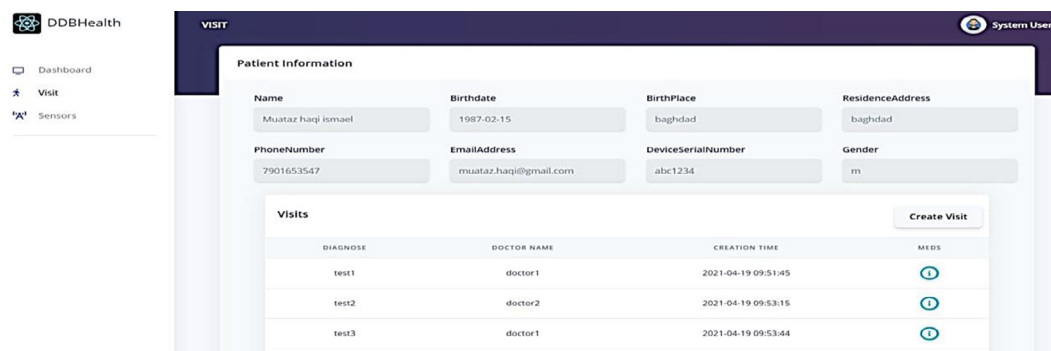 DDBHealth
Dashboard
Visit
Sensors
VISIT
System User
Patient Information
Name Birthdate BirthPlace ResidenceAddress
Muataz haqi ismael 1987-02-15 baghdad baghdad
PhoneNumber EmailAddress DeviceSerialNumber Gender
7901653547 muataz.haqi@gmail.com abc1234 m
Visits Create Visit
DIAGNOSE DOCTOR NAME CREATION TIME MEDS
test1 doctor1 2021-04-19 09:51:45
test2 doctor2 2021-04-19 09:53:15
test3 doctor1 2021-04-19 09:53:44